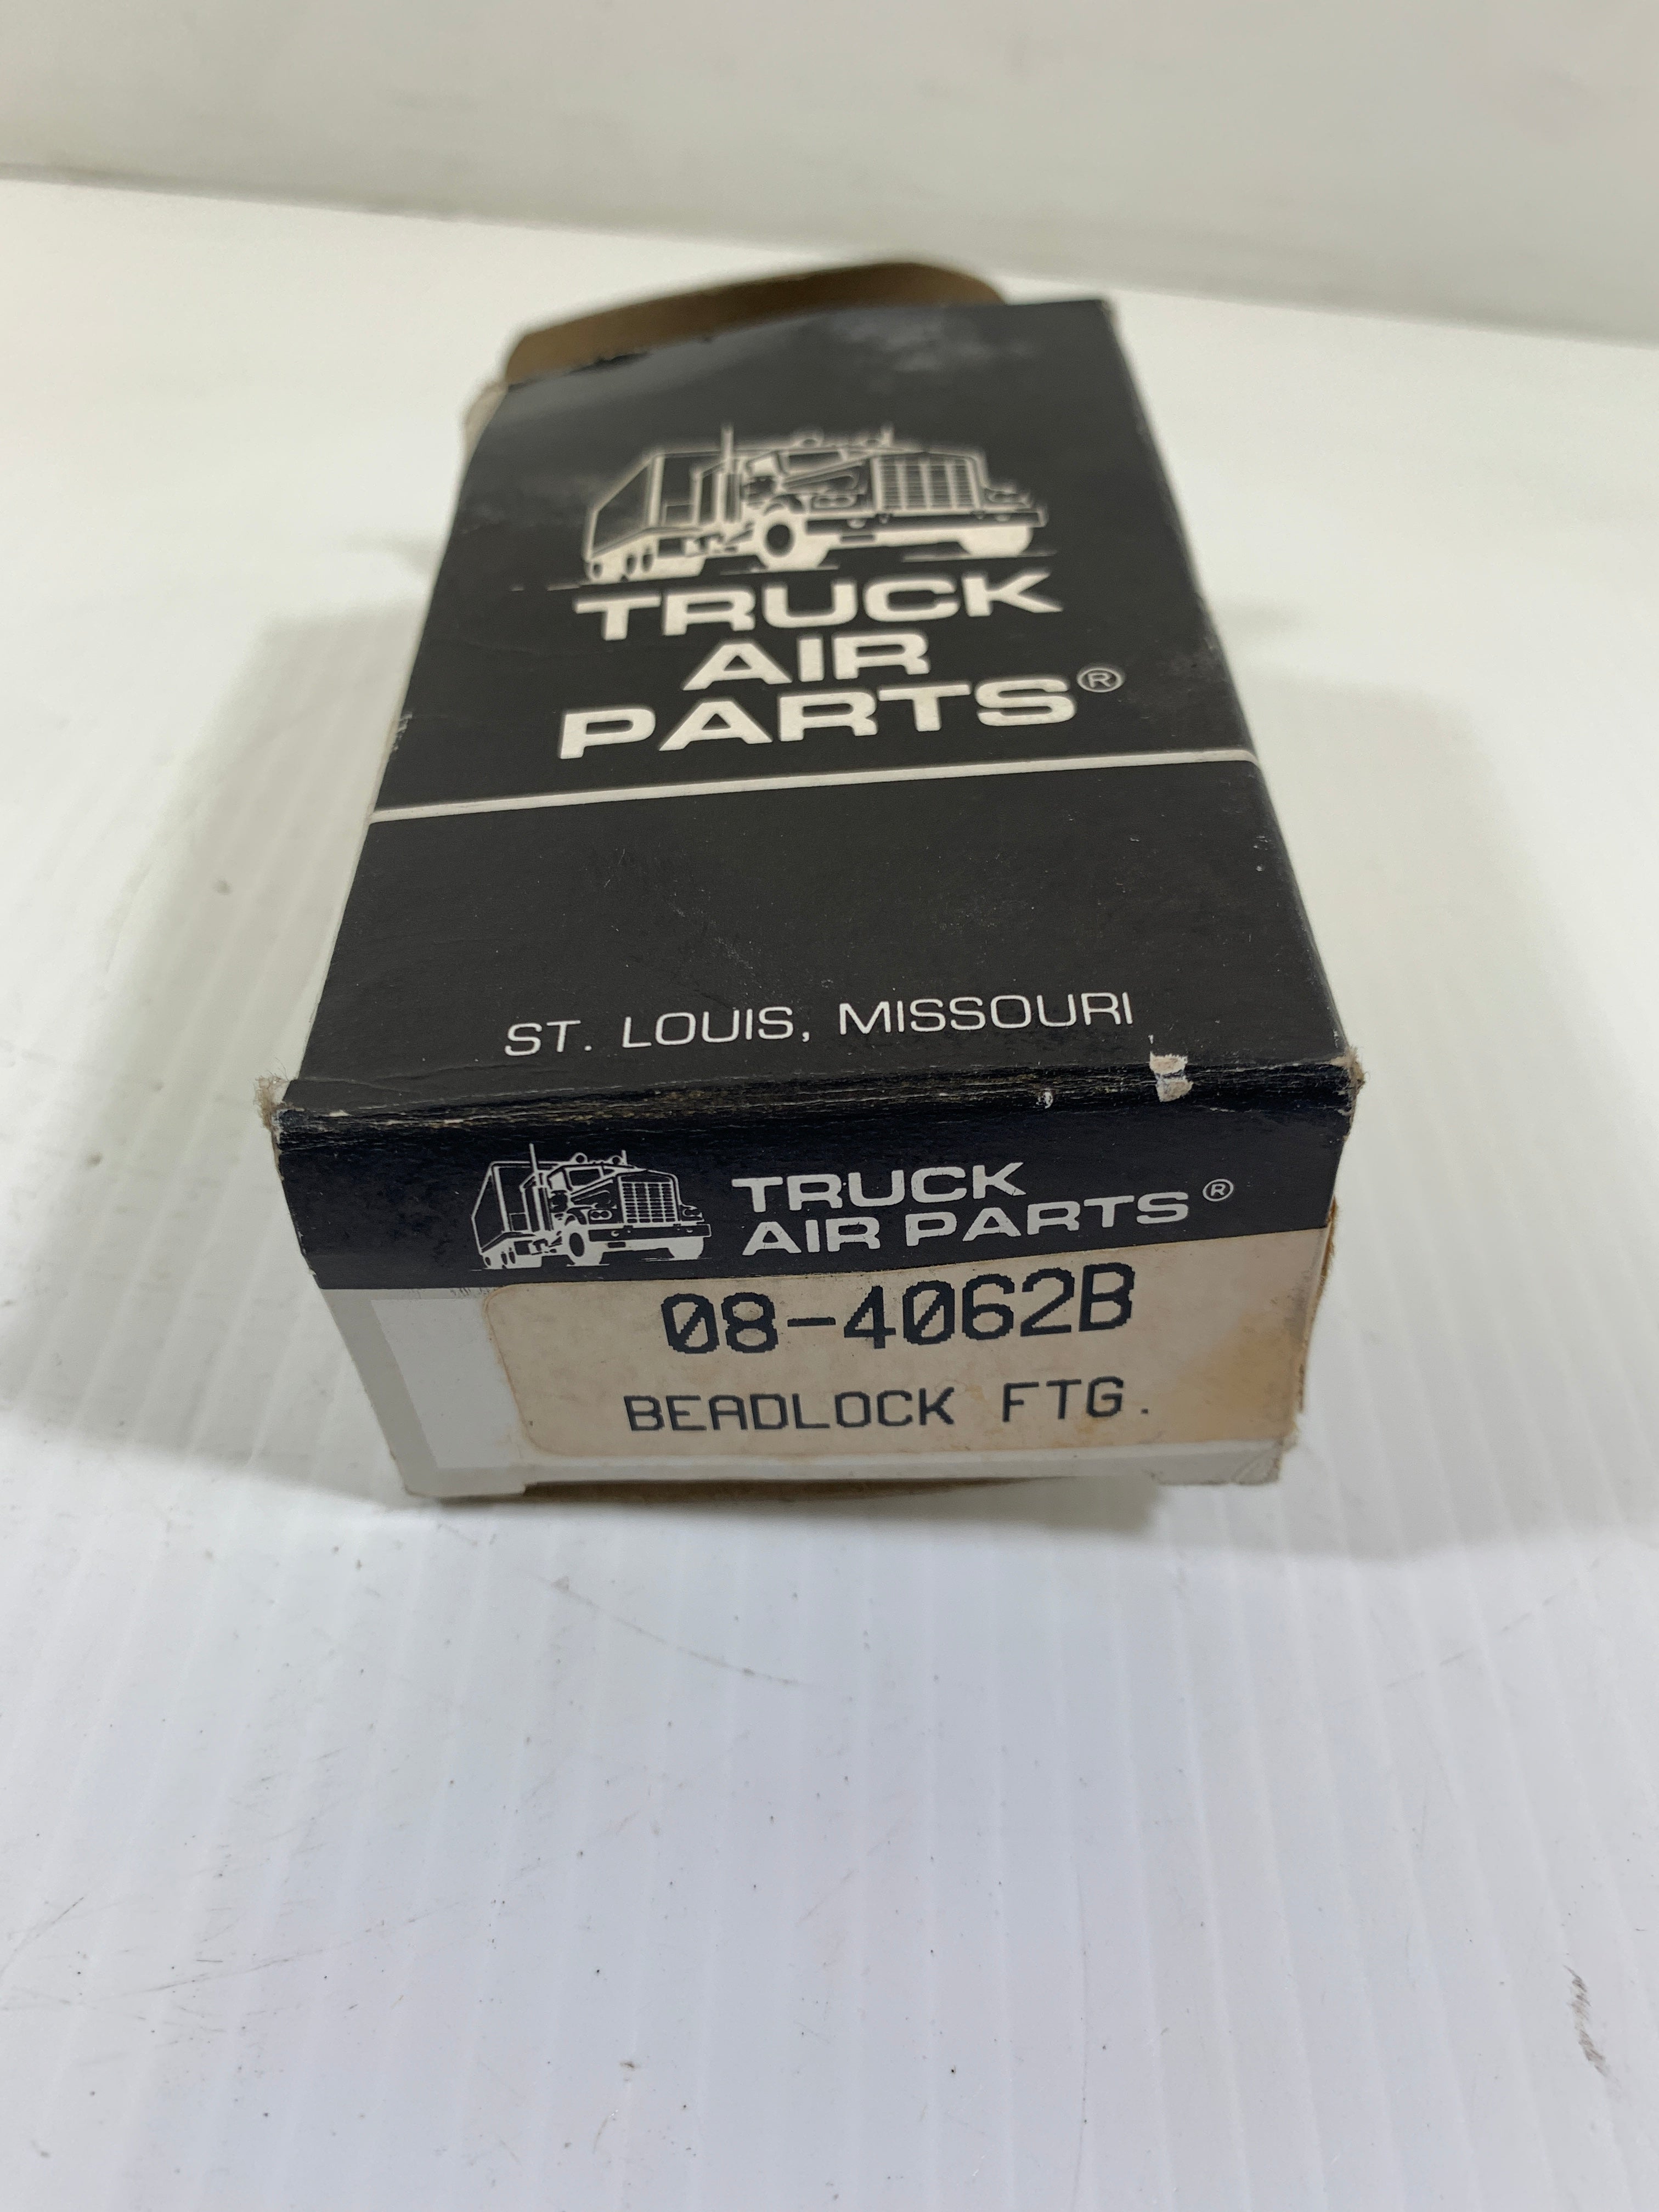 TRUCK
AIR
PARTS®
ST. LOUIS, MISSOURI
TRUCK
AIR PARTS®
08-4062B
BEADLOCK FTG.